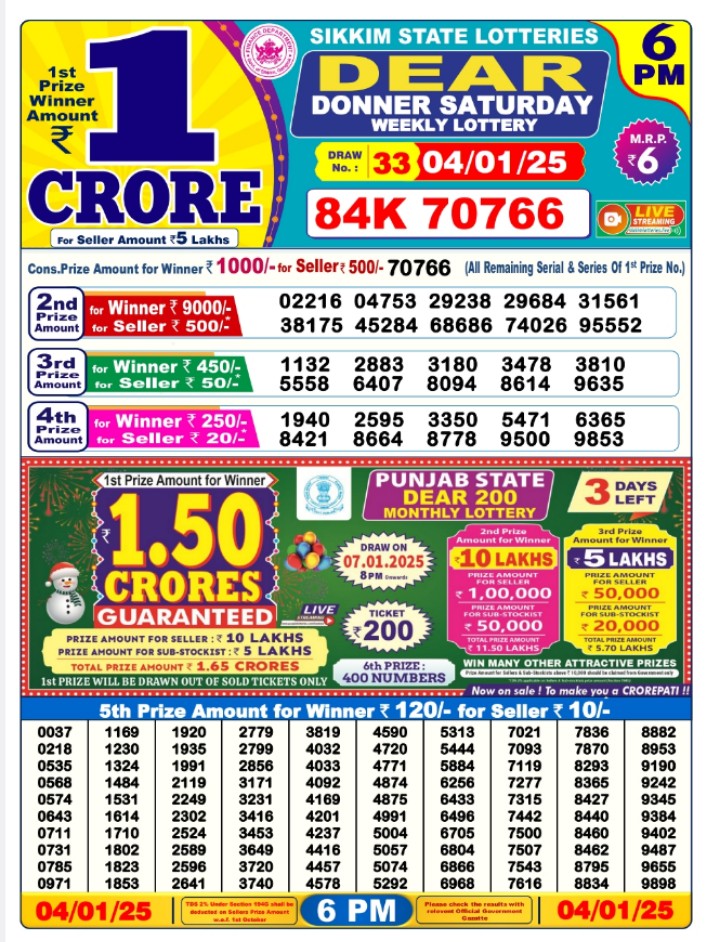 1st
Prize
Winner
Amount
₹
1
CRORE
For Seller Amount ₹5 Lakhs
SIKKIM STATE LOTTERIES
DEAR
DONNER SATURDAY
WEEKLY LOTTERY
6
PM
DRAW
No. : 33 04/01/25
M.R.P.
₹6
84K 70766
LIVE
STREAMING
Cons.Prize Amount for Winner ₹ 1000/- for Seller ₹ 500/- 70766 (All Remaining Serial & Series Of 1st Prize No.)
2nd
Prize
Amount
for Winner ₹ 9000/-
for Seller ₹ 500/-
02216 04753 29238 29684 31561
38175 45284 68686 74026 95552
3rd
Prize
Amount
for Winner ₹ 450/-
for Seller ₹ 50/-
1132 2883 3180 3478 3810
5558 6407 8094 8614 9635
4th
Prize
Amount
for Winner ₹ 250/-
for Seller ₹ 20/-
1940 2595 3350 5471 6365
8421 8664 8778 9500 9853
1st Prize Amount for Winner
₹1.50
CRORES
GUARANTEED
PRIZE AMOUNT FOR SELLER : ₹ 10 LAKHS
PRIZE AMOUNT FOR SUB-STOCKIST : ₹ 5 LAKHS
TOTAL PRIZE AMOUNT ₹ 1.65 CRORES
1st PRIZE WILL BE DRAWN OUT OF SOLD TICKETS ONLY
PUNJAB STATE
DEAR 200
MONTHLY LOTTERY
3 DAYS
LEFT
DRAW ON
07.01.2025
8PM Onwards
LIVE
TICKET
₹200
6th PRIZE :
400 NUMBERS
2nd Prize
Amount for Winner
₹10 LAKHS
PRIZE AMOUNT
FOR SELLER
₹ 1,00,000
PRIZE AMOUNT
FOR SUB-STOCKIST
₹ 50,000
TOTAL PRIZE AMOUNT
₹ 11.50 LAKHS
3rd Prize
Amount for Winner
₹ 5 LAKHS
PRIZE AMOUNT
FOR SELLER
₹ 50,000
PRIZE AMOUNT
FOR SUB-STOCKIST
₹ 20,000
TOTAL PRIZE AMOUNT
₹ 5.70 LAKHS
WIN MANY OTHER ATTRACTIVE PRIZES
Now on sale ! To make you a CROREPATI !!
5th Prize Amount for Winner ₹ 120/- for Seller ₹ 10/-
0037 1169 1920 2779 3819 4590 5313 7021 7836 8882
0218 1230 1935 2799 4032 4720 5444 7093 7870 8953
0535 1324 1991 2856 4033 4771 5884 7119 8293 9190
0568 1484 2119 3171 4092 4874 6256 7277 8365 9242
0574 1531 2249 3231 4169 4875 6433 7315 8427 9345
0643 1614 2302 3416 4201 4991 6496 7442 8440 9384
0711 1710 2524 3453 4237 5004 6705 7500 8460 9402
0731 1802 2589 3649 4416 5057 6804 7507 8462 9487
0785 1823 2596 3720 4457 5074 6866 7543 8795 9655
0971 1853 2641 3740 4578 5292 6968 7616 8834 9898
04/01/25
TDS 2% Under Section 194G shall be
deducted on Sellers Prize Amount
w.e.f. 1st October
6 PM
Please check the results with
relevant Official Government
Gazette
04/01/25